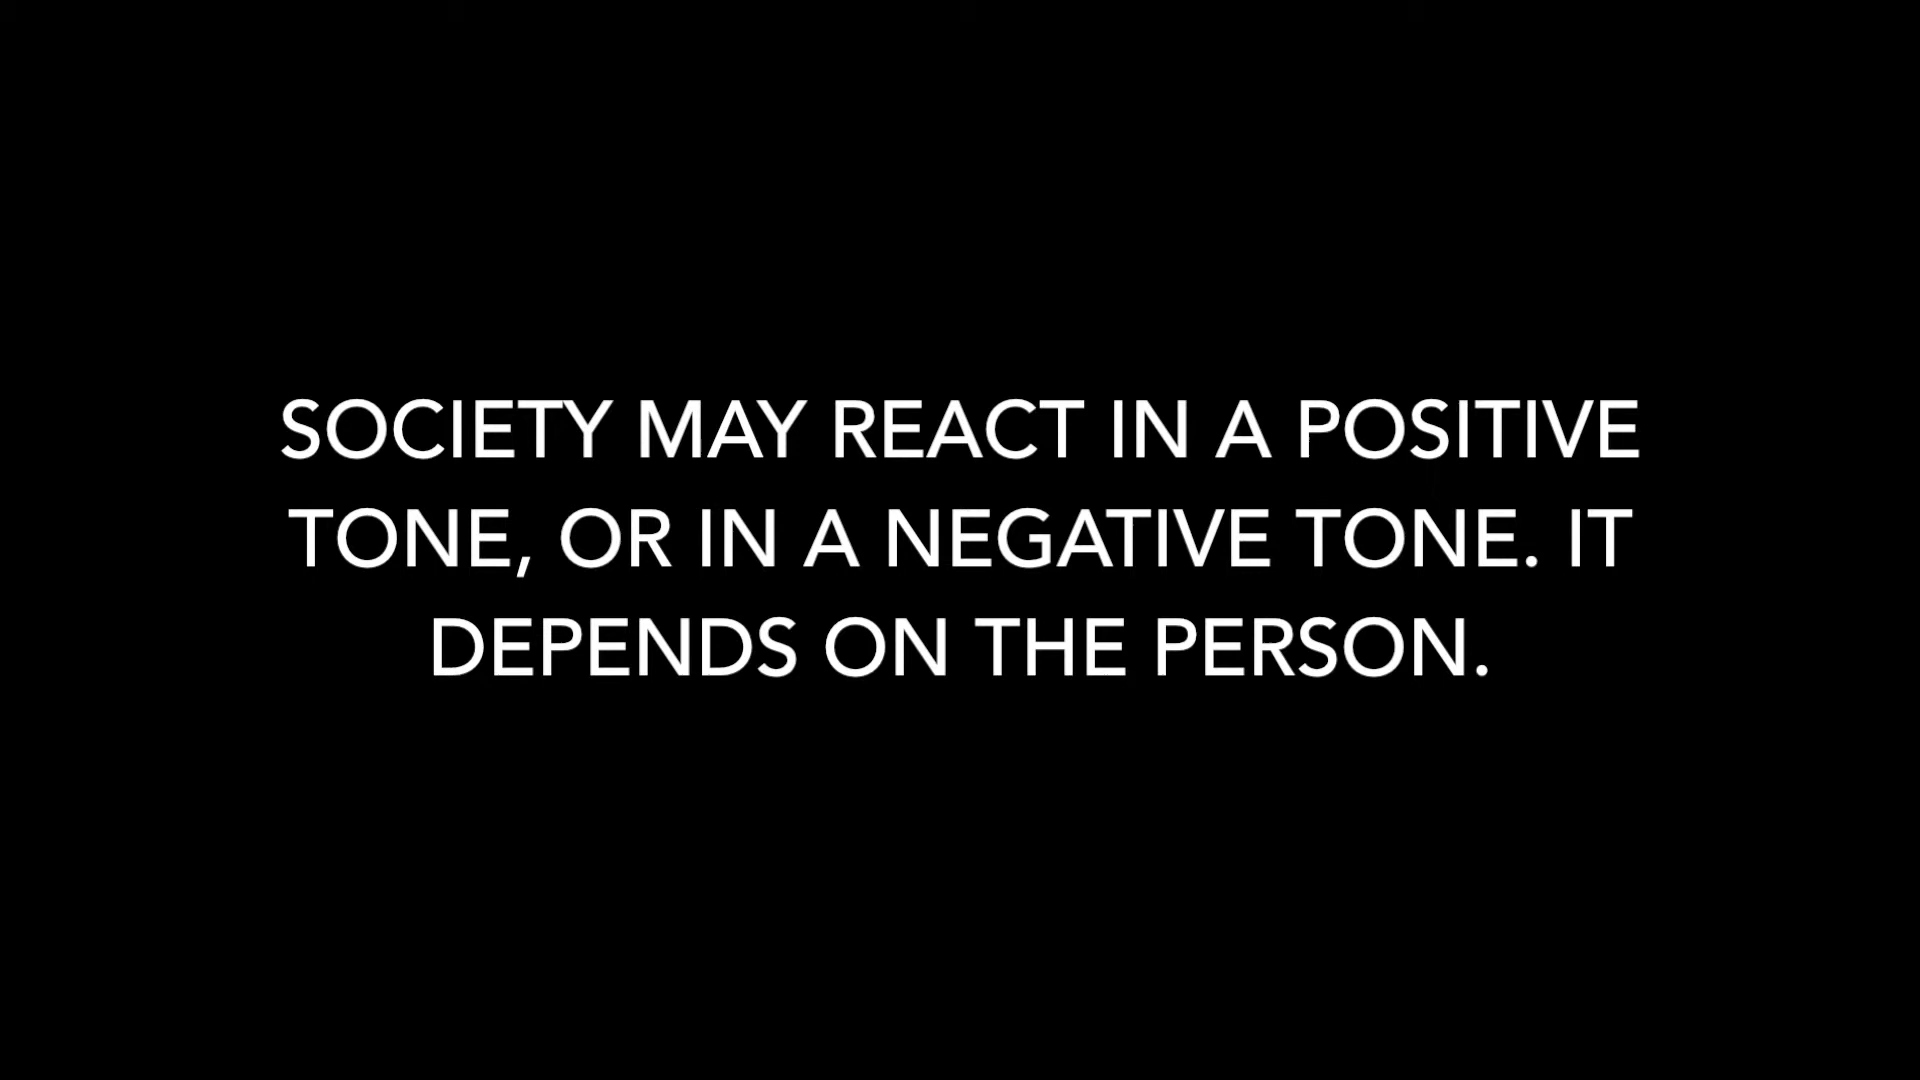 SOCIETY MAY REACT IN A POSITIVE
TONE, OR IN A NEGATIVE TONE. IT
DEPENDS ON THE PERSON.